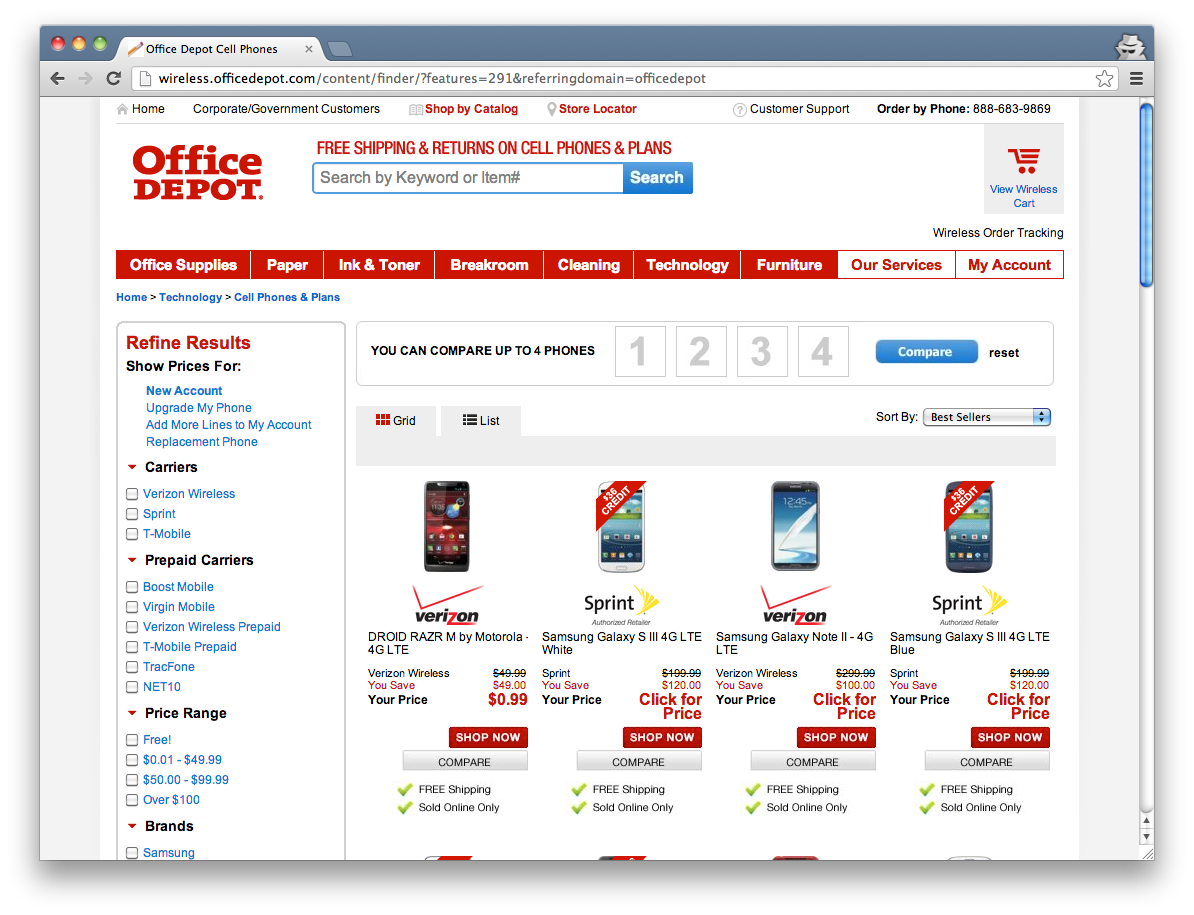 Office Depot Cell Phones
wireless.officedepot.com/content/finder/?features=291&referringdomain=officedepot
Home Corporate/Government Customers Shop by Catalog Store Locator Customer Support Order by Phone: 888-683-9869
Office DEPOT.
FREE SHIPPING & RETURNS ON CELL PHONES & PLANS
Search by Keyword or Item# Search
View Wireless
Cart
Wireless Order Tracking
Office Supplies Paper Ink & Toner Breakroom Cleaning Technology Furniture Our Services My Account
Home > Technology > Cell Phones & Plans
Refine Results
Show Prices For:
New Account
Upgrade My Phone
Add More Lines to My Account
Replacement Phone
Carriers
Verizon Wireless
Sprint
T-Mobile
Prepaid Carriers
Boost Mobile
Virgin Mobile
Verizon Wireless Prepaid
T-Mobile Prepaid
TracFone
NET10
Price Range
Free!
$0.01 - $49.99
$50.00 - $99.99
Over $100
Brands
Samsung
YOU CAN COMPARE UP TO 4 PHONES 1 2 3 4 Compare reset
Grid List Sort By: Best Sellers
verizon
DROID RAZR M by Motorola -
4G LTE
Verizon Wireless $49.99
You Save $49.00
Your Price $0.99
SHOP NOW
COMPARE
FREE Shipping
Sold Online Only
$36
CREDIT
Sprint
Authorized Retailer
Samsung Galaxy S III 4G LTE
White
Sprint $199.99
You Save $120.00
Your Price Click for
Price
SHOP NOW
COMPARE
FREE Shipping
Sold Online Only
12:45
verizon
Samsung Galaxy Note II - 4G
LTE
Verizon Wireless $299.99
You Save $100.00
Your Price Click for
Price
SHOP NOW
COMPARE
FREE Shipping
Sold Online Only
$36
CREDIT
Sprint
Authorized Retailer
Samsung Galaxy S III 4G LTE
Blue
Sprint $199.99
You Save $120.00
Your Price Click for
Price
SHOP NOW
COMPARE
FREE Shipping
Sold Online Only